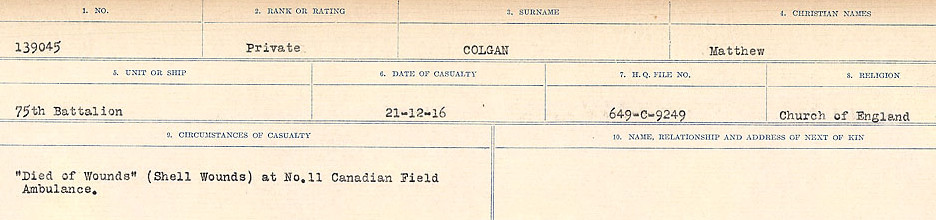 1. NO. 2. RANK OR RATING 3. SURNAME 4. CHRISTIAN NAMES
139045 Private COLGAN Matthew
5. UNIT OR SHIP 6. DATE OF CASUALTY 7. H.Q. FILE NO. 8. RELIGION
75th Battalion 21-12-16 649-C-9249 Church of England
9. CIRCUMSTANCES OF CASUALTY 10. NAME, RELATIONSHIP AND ADDRESS OF NEXT OF KIN
"Died of Wounds" (Shell Wounds) at No.11 Canadian Field
Ambulance.